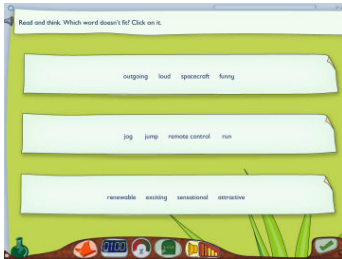 Read and think. Which word doesn't fit? Click on it.
outgoing loud spacecraft funny
jog jump remote control run
renewable exciting sensational attractive